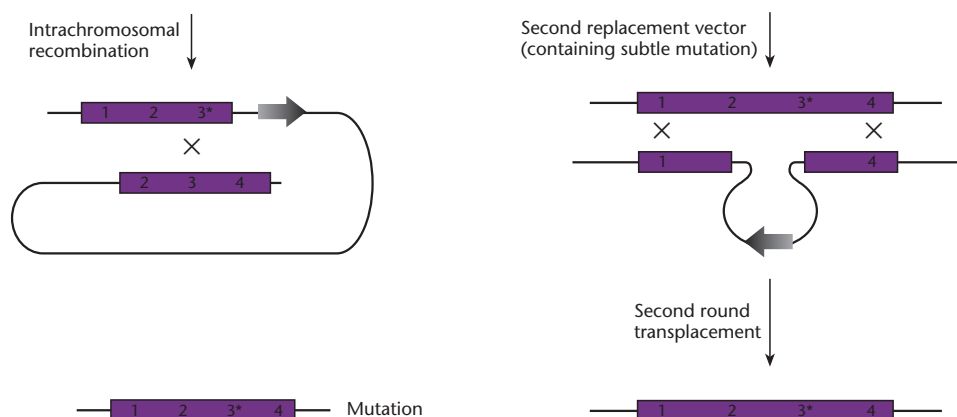 Intrachromosomal
recombination
1 2 3*
2 3 4
1 2 3* 4 Mutation
Second replacement vector
(containing subtle mutation)
1 2 3* 4
1 4
Second round
transplacement
1 2 3* 4